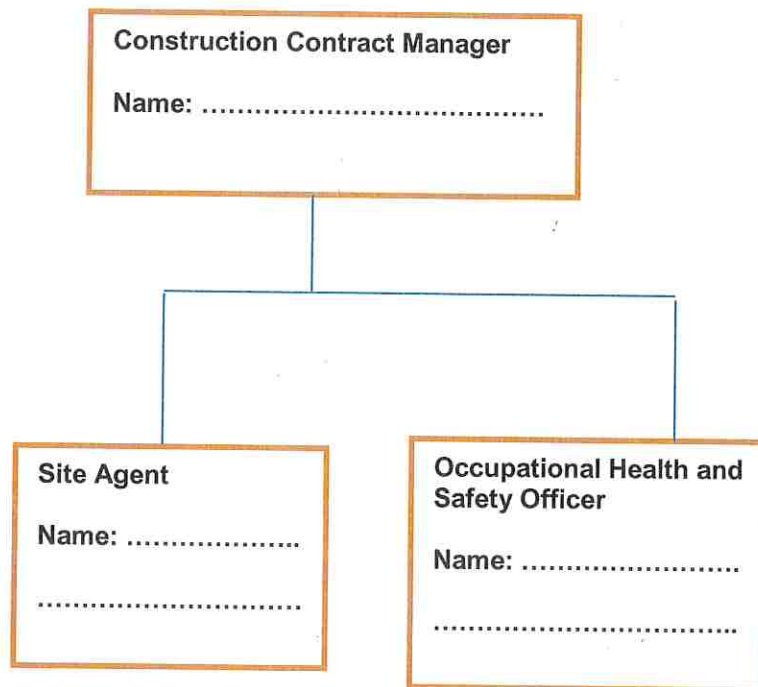 Construction Contract Manager
Name: .......................................
Site Agent
Name: ....................
..............................
Occupational Health and
Safety Officer
Name: .........................
...................................